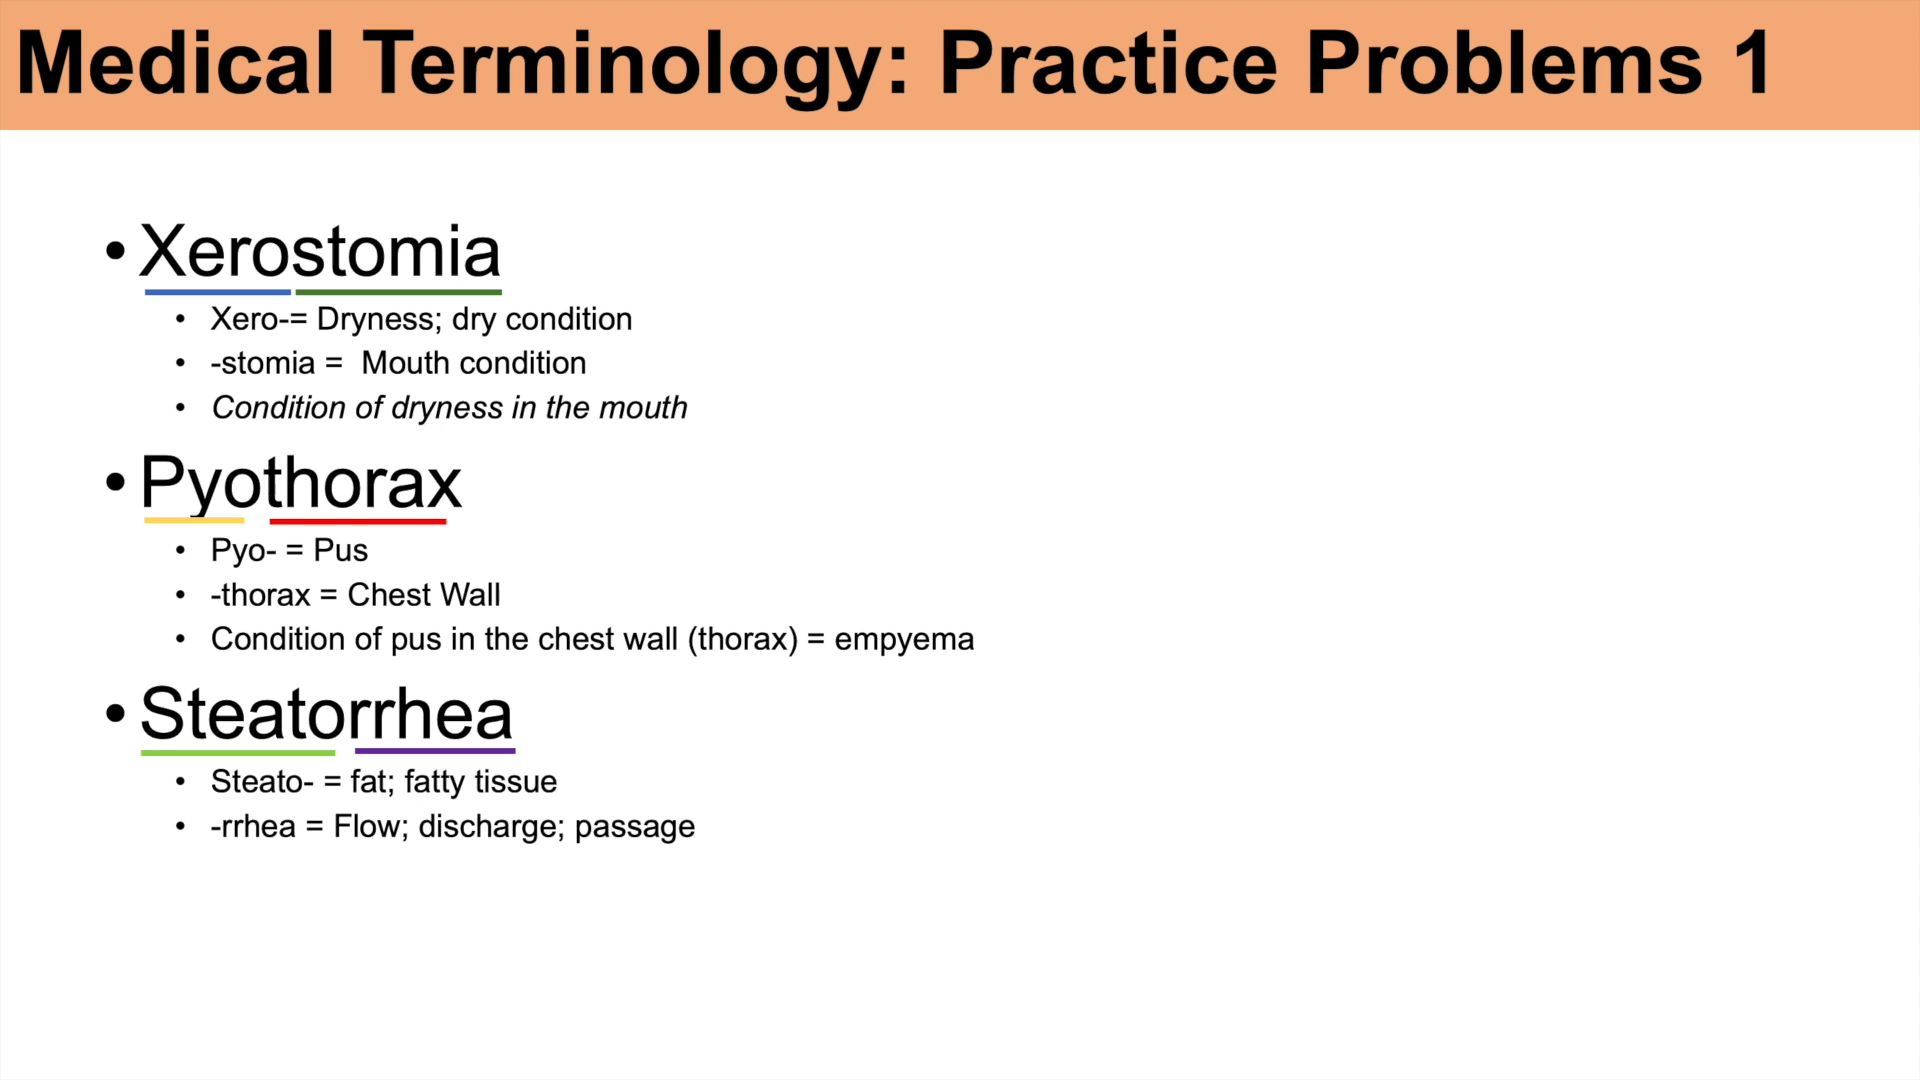 Medical Terminology: Practice Problems 1
• Xerostomia
• Xero-= Dryness; dry condition
• -stomia =  Mouth condition
• Condition of dryness in the mouth
• Pyothorax
• Pyo- = Pus
• -thorax = Chest Wall
• Condition of pus in the chest wall (thorax) = empyema
• Steatorrhea
• Steato- = fat; fatty tissue
• -rrhea = Flow; discharge; passage